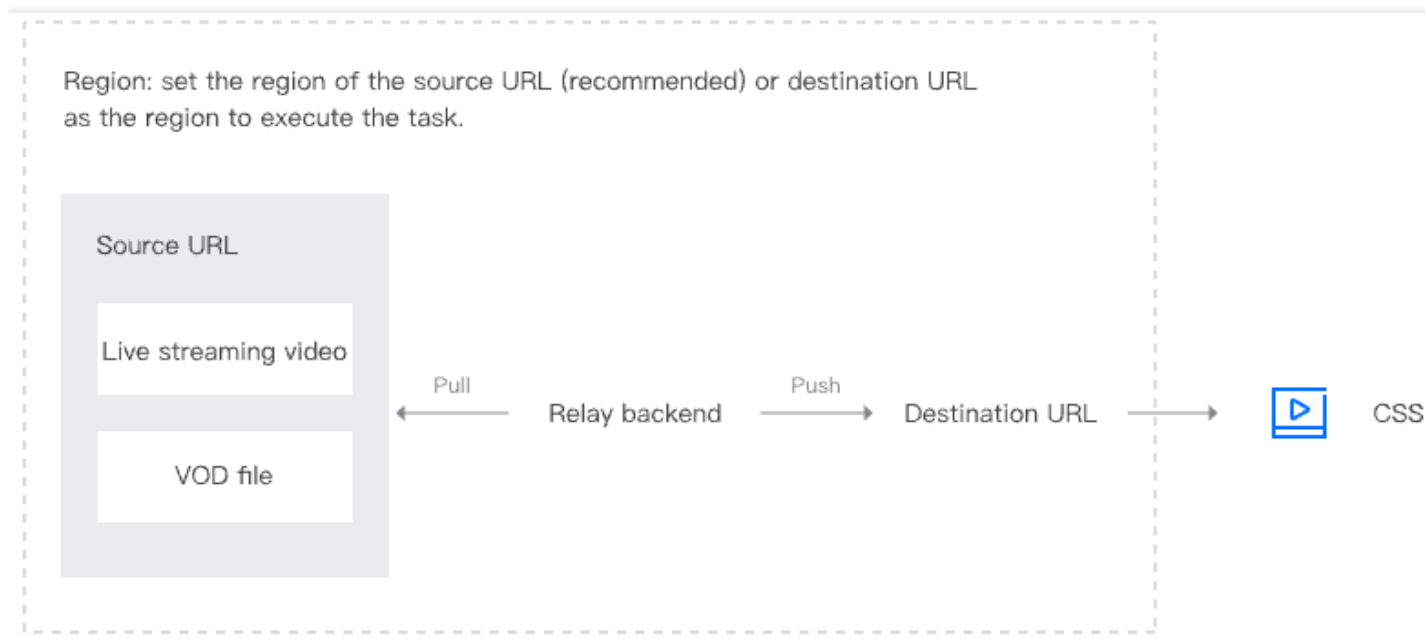 Region: set the region of the source URL (recommended) or destination URL
as the region to execute the task.
Source URL
Live streaming video
VOD file
Pull
Relay backend
Push
Destination URL
CSS